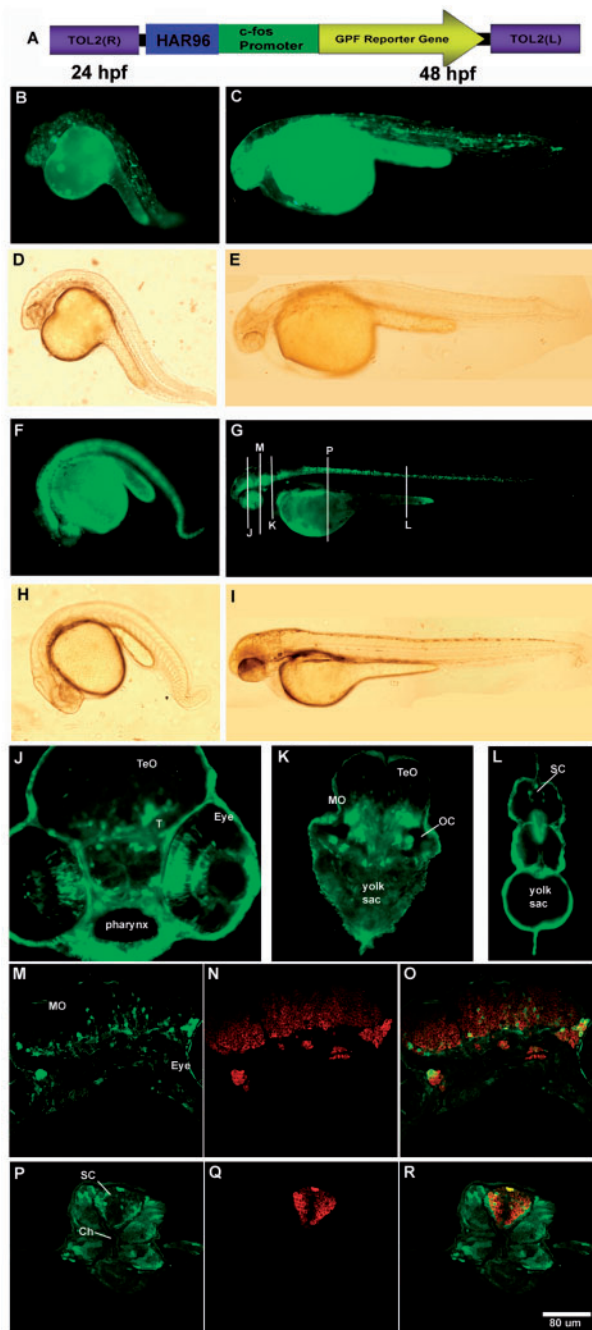 A
TOL2(R)
HAR96
c-fos
Promoter
GPF Reporter Gene
TOL2(L)
24 hpf
48 hpf
B
C
D
E
F
G
M
P
J
K
L
H
I
J
TeO
T
Eye
pharynx
K
TeO
MO
OC
yolk
sac
L
SC
yolk
sac
M
MO
Eye
N
O
P
SC
Ch
Q
R
80 um